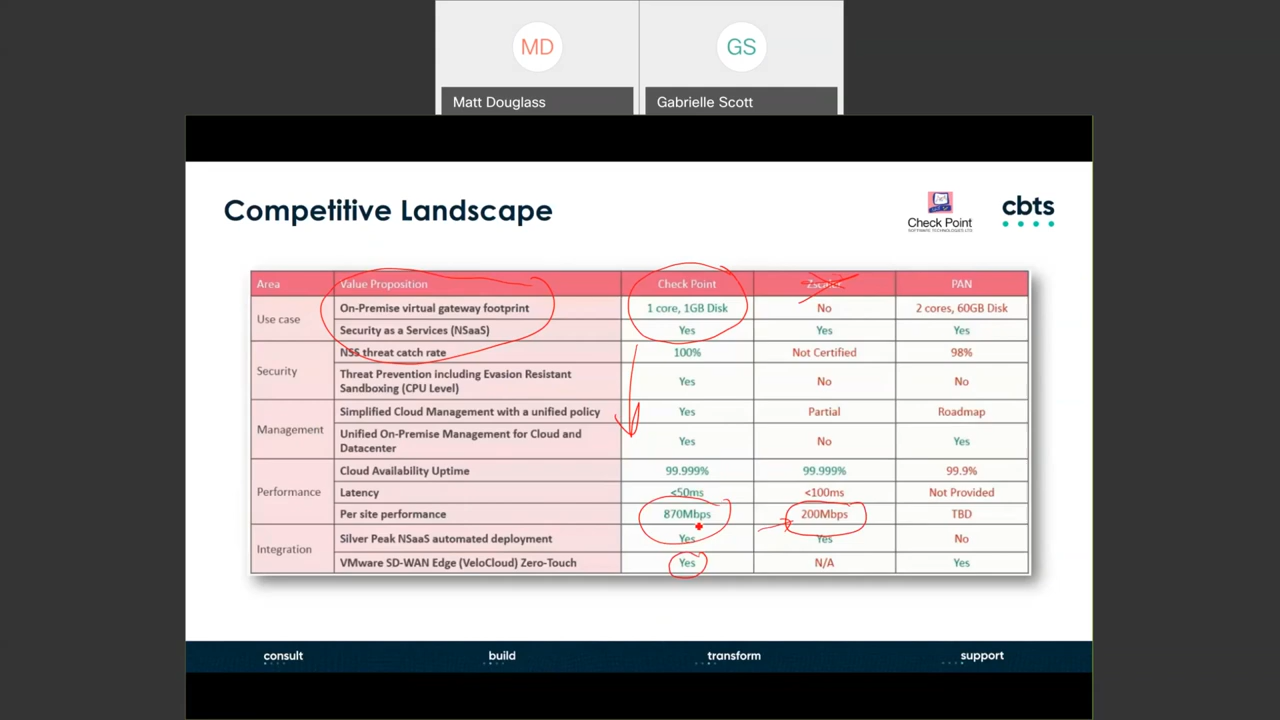 MD
GS
Matt Douglass
Gabrielle Scott
Competitive Landscape
Check Point
SOFTWARE TECHNOLOGIES LTD
cbts
Area
Value Proposition
Check Point
PAN
Use case
On-Premise virtual gateway footprint
1 core, 1GB Disk
No
2 cores, 60GB Disk
Security as a Services (NSaaS)
Yes
Yes
Yes
Security
NSS threat catch rate
100%
Not Certified
98%
Threat Prevention including Evasion Resistant
Sandboxing (CPU Level)
Yes
No
No
Management
Simplified Cloud Management with a unified policy
Yes
Partial
Roadmap
Unified On-Premise Management for Cloud and
Datacenter
Yes
No
Yes
Performance
Cloud Availability Uptime
99.999%
99.999%
99.9%
Latency
<50ms
<100ms
Not Provided
Per site performance
870Mbps
200Mbps
TBD
Integration
Silver Peak NSaaS automated deployment
Yes
Yes
No
VMware SD-WAN Edge (VeloCloud) Zero-Touch
Yes
N/A
Yes
consult
build
transform
support